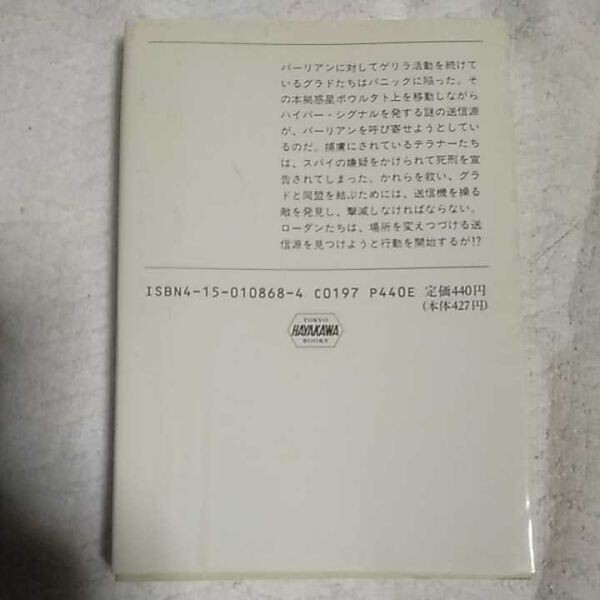 パーリアンに対してゲリラ活動を続けて
いるグラドたちはパニックに陥った。そ
の本拠惑星ボウルタト上を移動しながら
ハイパー・シグナルを発する謎の送信源
が、パーリアンを呼び寄せようとしてい
るのだ。捕虜にされているテラナーたち
は、スパイの嫌疑をかけられて死刑を宣
告されてしまった。かれらを救い、グラ
ドと同盟を結ぶためには、送信機を操る
敵を発見し、撃滅しなければならない。
ローダンたちは、場所を変えつづける送
信源を見つけようと行動を開始するが!?
ISBN4-15-010868-4 C0197 P440E 定価440円
(本体427円)
TOKYO
HAYAKAWA
BOOKS